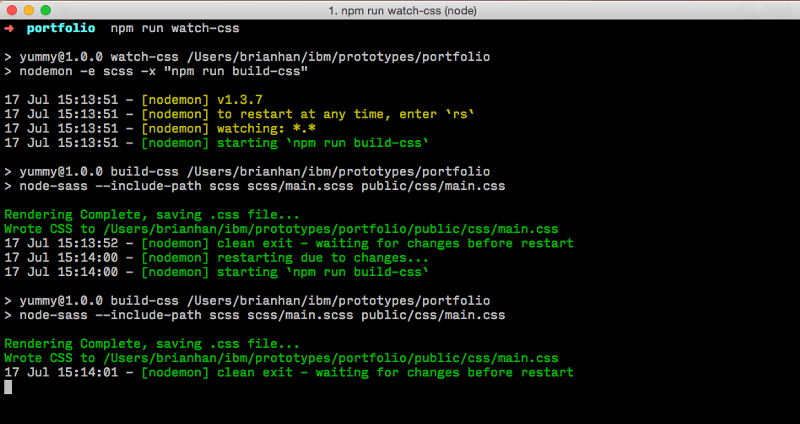 1. npm run watch-css (node)
➜ portfolio npm run watch-css
> yummy@1.0.0 watch-css /Users/brianhan/ibm/prototypes/portfolio
> nodemon -e scss -x "npm run build-css"
17 Jul 15:13:51 - [nodemon] v1.3.7
17 Jul 15:13:51 - [nodemon] to restart at any time, enter `rs`
17 Jul 15:13:51 - [nodemon] watching: *.*
17 Jul 15:13:51 - [nodemon] starting `npm run build-css`
> yummy@1.0.0 build-css /Users/brianhan/ibm/prototypes/portfolio
> node-sass --include-path scss scss/main.scss public/css/main.css
Rendering Complete, saving .css file...
Wrote CSS to /Users/brianhan/ibm/prototypes/portfolio/public/css/main.css
17 Jul 15:13:52 - [nodemon] clean exit - waiting for changes before restart
17 Jul 15:14:00 - [nodemon] restarting due to changes...
17 Jul 15:14:00 - [nodemon] starting `npm run build-css`
> yummy@1.0.0 build-css /Users/brianhan/ibm/prototypes/portfolio
> node-sass --include-path scss scss/main.scss public/css/main.css
Rendering Complete, saving .css file...
Wrote CSS to /Users/brianhan/ibm/prototypes/portfolio/public/css/main.css
17 Jul 15:14:01 - [nodemon] clean exit - waiting for changes before restart